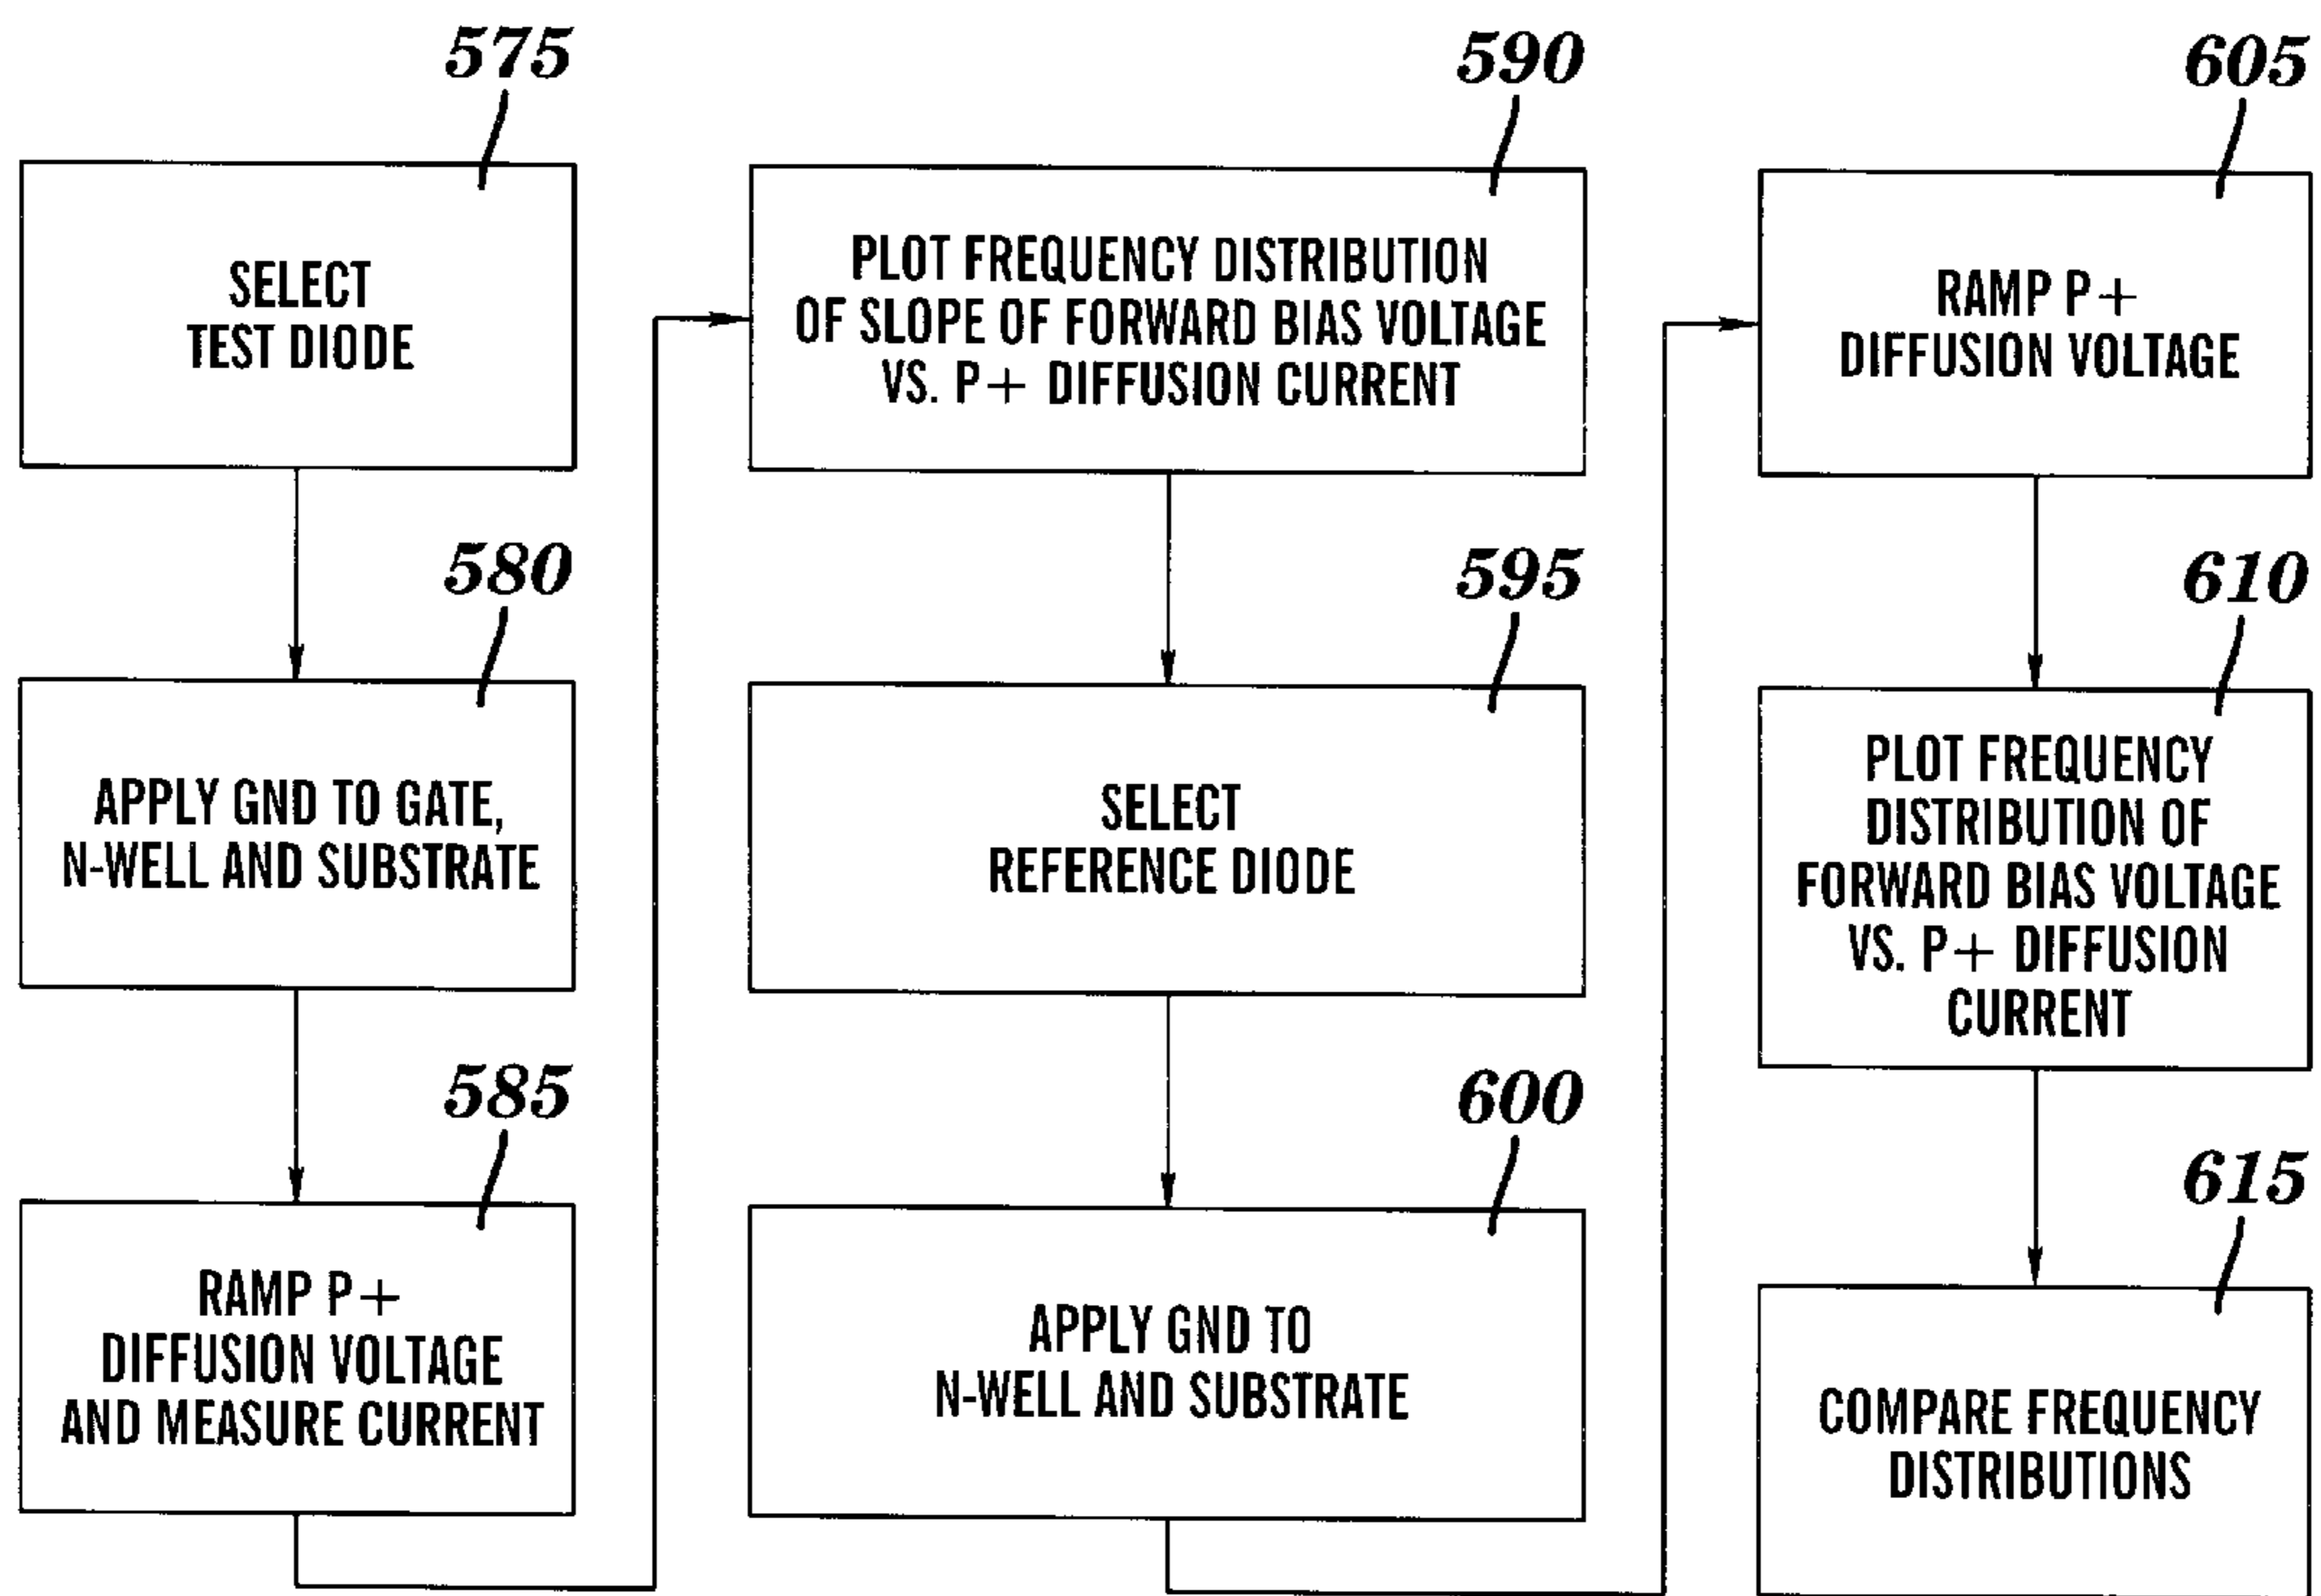 575
SELECT
TEST DIODE
580
APPLY GND TO GATE,
N-WELL AND SUBSTRATE
585
RAMP P+
DIFFUSION VOLTAGE
AND MEASURE CURRENT
590
PLOT FREQUENCY DISTRIBUTION
OF SLOPE OF FORWARD BIAS VOLTAGE
VS. P+ DIFFUSION CURRENT
595
SELECT
REFERENCE DIODE
600
APPLY GND TO
N-WELL AND SUBSTRATE
605
RAMP P+
DIFFUSION VOLTAGE
610
PLOT FREQUENCY
DISTRIBUTION OF
FORWARD BIAS VOLTAGE
VS. P+ DIFFUSION
CURRENT
615
COMPARE FREQUENCY
DISTRIBUTIONS